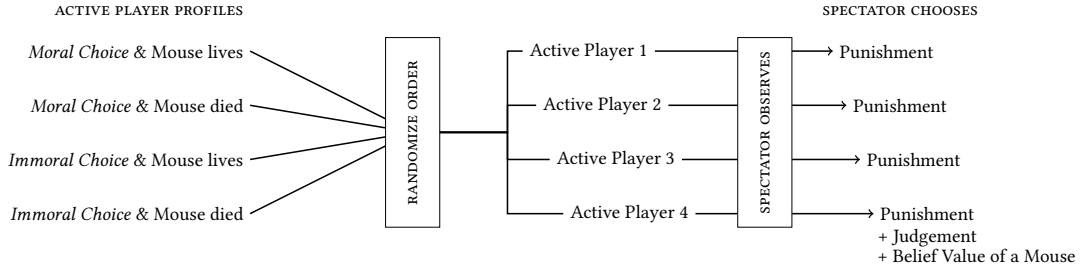 ACTIVE PLAYER PROFILES
SPECTATOR CHOOSES
Moral Choice & Mouse lives
Moral Choice & Mouse died
Immoral Choice & Mouse lives
Immoral Choice & Mouse died
RANDOMIZE ORDER
Active Player 1
Active Player 2
Active Player 3
Active Player 4
SPECTATOR OBSERVES
Punishment
Punishment
Punishment
Punishment
+ Judgement
+ Belief Value of a Mouse